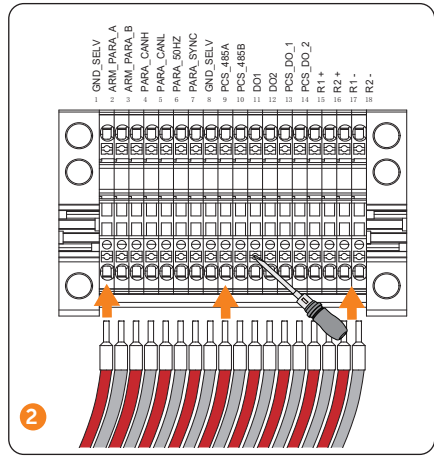 GND_SELV
ARM_PARA_A
ARM_PARA_B
PARA_CANH
PARA_CANL
PARA_50HZ
PARA_SYNC
GND_SELV
PCS_485A
PCS_485B
DO1
DO2
PCS_DO_1
PCS_DO_2
R1 +
R2 +
R1 -
R2 -
1 2 3 4 5 6 7 8 9 10 11 12 13 14 15 16 17 18
2